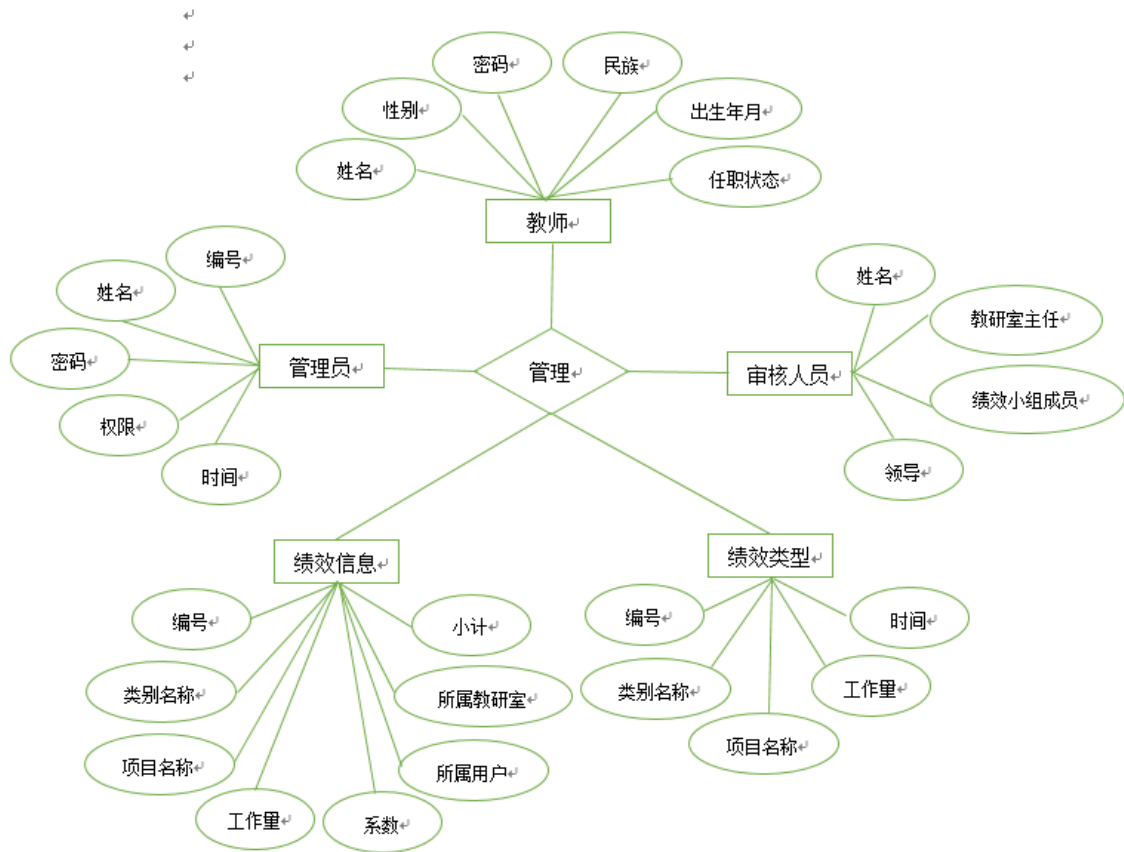 密码
民族
性别
出生年月
姓名
任职状态
教师
编号
姓名
姓名
教研室主任
密码
管理员
管理
审核人员
权限
绩效小组成员
时间
领导
绩效信息
绩效类型
编号
小计
编号
时间
类别名称
所属教研室
类别名称
工作量
项目名称
所属用户
项目名称
工作量
系数